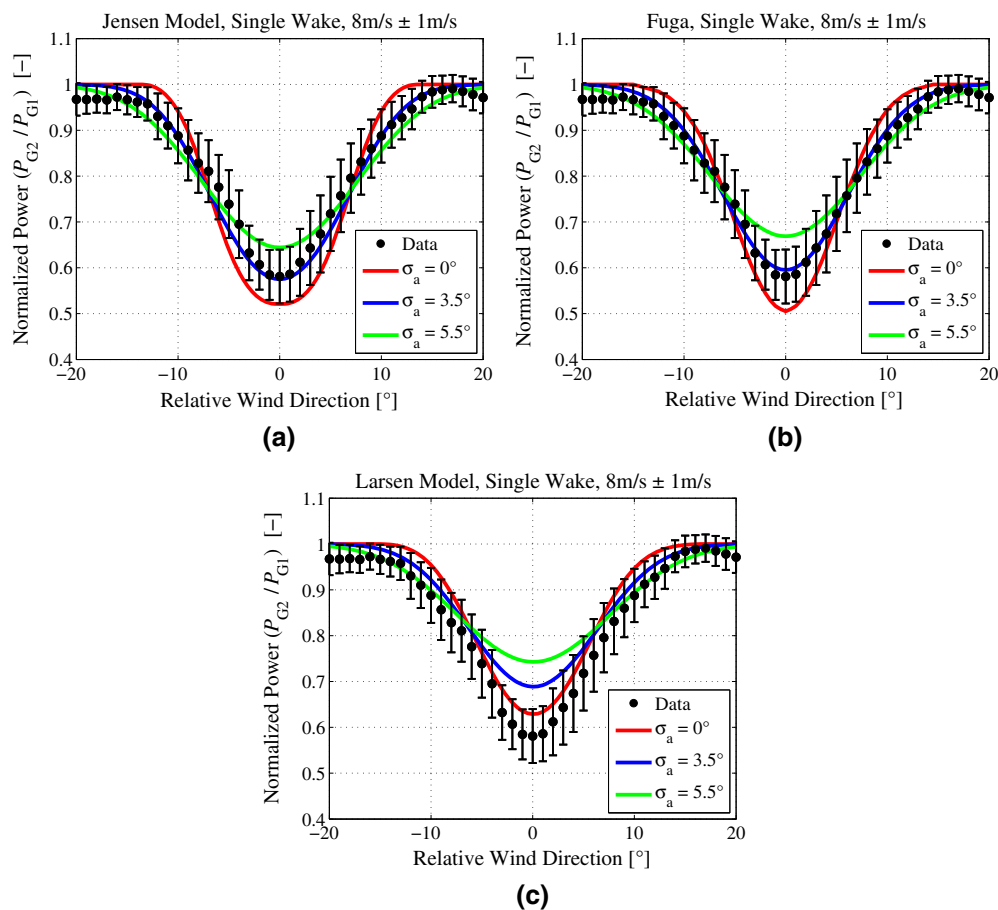 Jensen Model, Single Wake, 8m/s ± 1m/s
Normalized Power (P_G2 / P_G1) [−]
1.1
1
0.9
0.8
0.7
0.6
0.5
0.4
−20
−10
0
10
20
Data
σ_a = 0°
σ_a = 3.5°
σ_a = 5.5°
Relative Wind Direction [°]
(a)
Fuga, Single Wake, 8m/s ± 1m/s
Normalized Power (P_G2 / P_G1) [−]
1.1
1
0.9
0.8
0.7
0.6
0.5
0.4
−20
−10
0
10
20
Data
σ_a = 0°
σ_a = 3.5°
σ_a = 5.5°
Relative Wind Direction [°]
(b)
Larsen Model, Single Wake, 8m/s ± 1m/s
Normalized Power (P_G2 / P_G1) [−]
1.1
1
0.9
0.8
0.7
0.6
0.5
0.4
−20
−10
0
10
20
Data
σ_a = 0°
σ_a = 3.5°
σ_a = 5.5°
Relative Wind Direction [°]
(c)